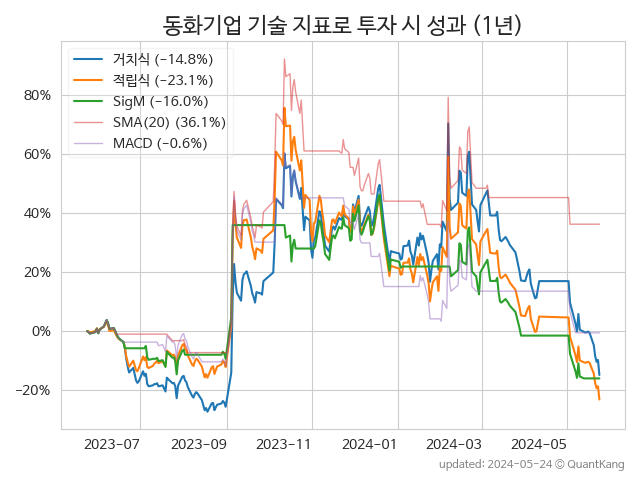 동화기업 기술 지표로 투자 시 성과 (1년)
거치식 (−14.8%)
적립식 (−23.1%)
SigM (−16.0%)
SMA(20) (36.1%)
MACD (−0.6%)
80%
60%
40%
20%
0%
−20%
2023-07 2023-09 2023-11 2024-01 2024-03 2024-05
updated: 2024-05-24 © QuantKang